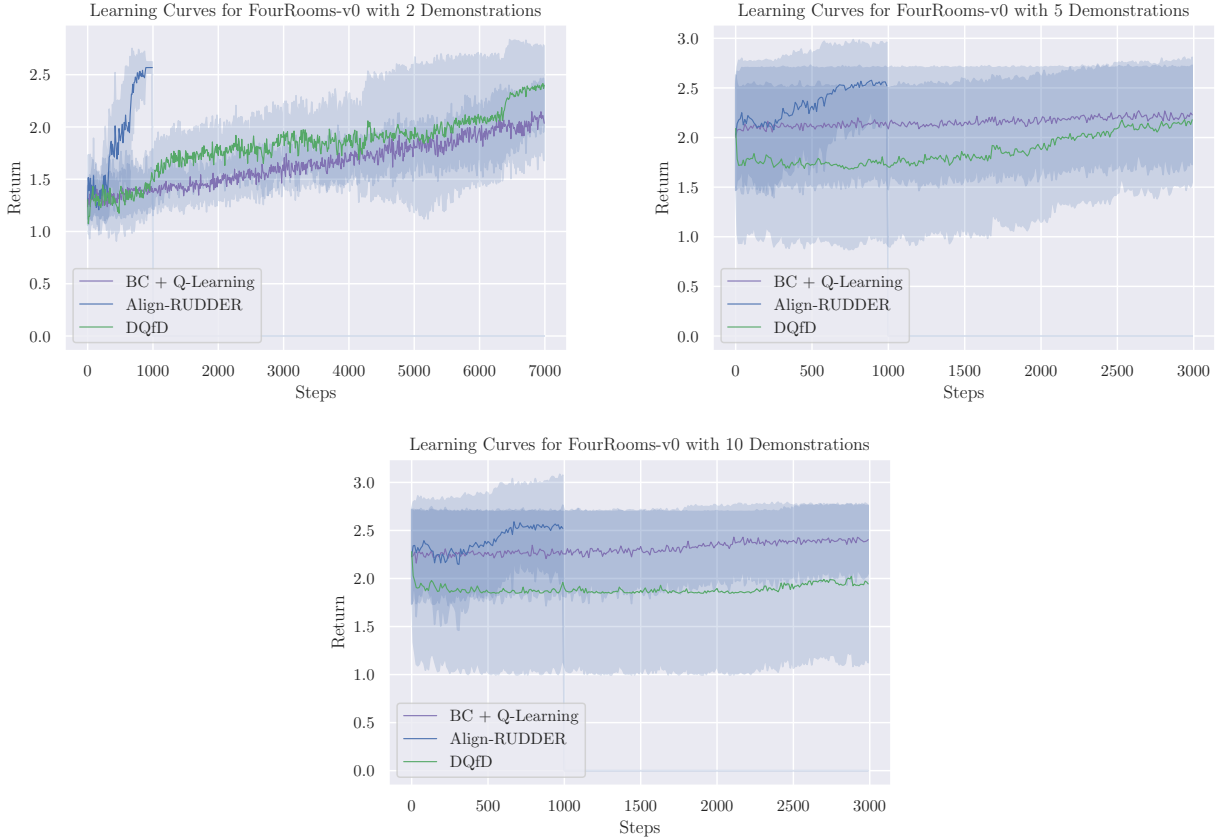 Learning Curves for FourRooms-v0 with 2 Demonstrations
2.5
2.0
1.5
1.0
0.5
0.0
Return
BC + Q-Learning
Align-RUDDER
DQfD
0 1000 2000 3000 4000 5000 6000 7000
Steps
Learning Curves for FourRooms-v0 with 5 Demonstrations
3.0
2.5
2.0
1.5
1.0
0.5
0.0
Return
BC + Q-Learning
Align-RUDDER
DQfD
0 500 1000 1500 2000 2500 3000
Steps
Learning Curves for FourRooms-v0 with 10 Demonstrations
3.0
2.5
2.0
1.5
1.0
0.5
0.0
Return
BC + Q-Learning
Align-RUDDER
DQfD
0 500 1000 1500 2000 2500 3000
Steps